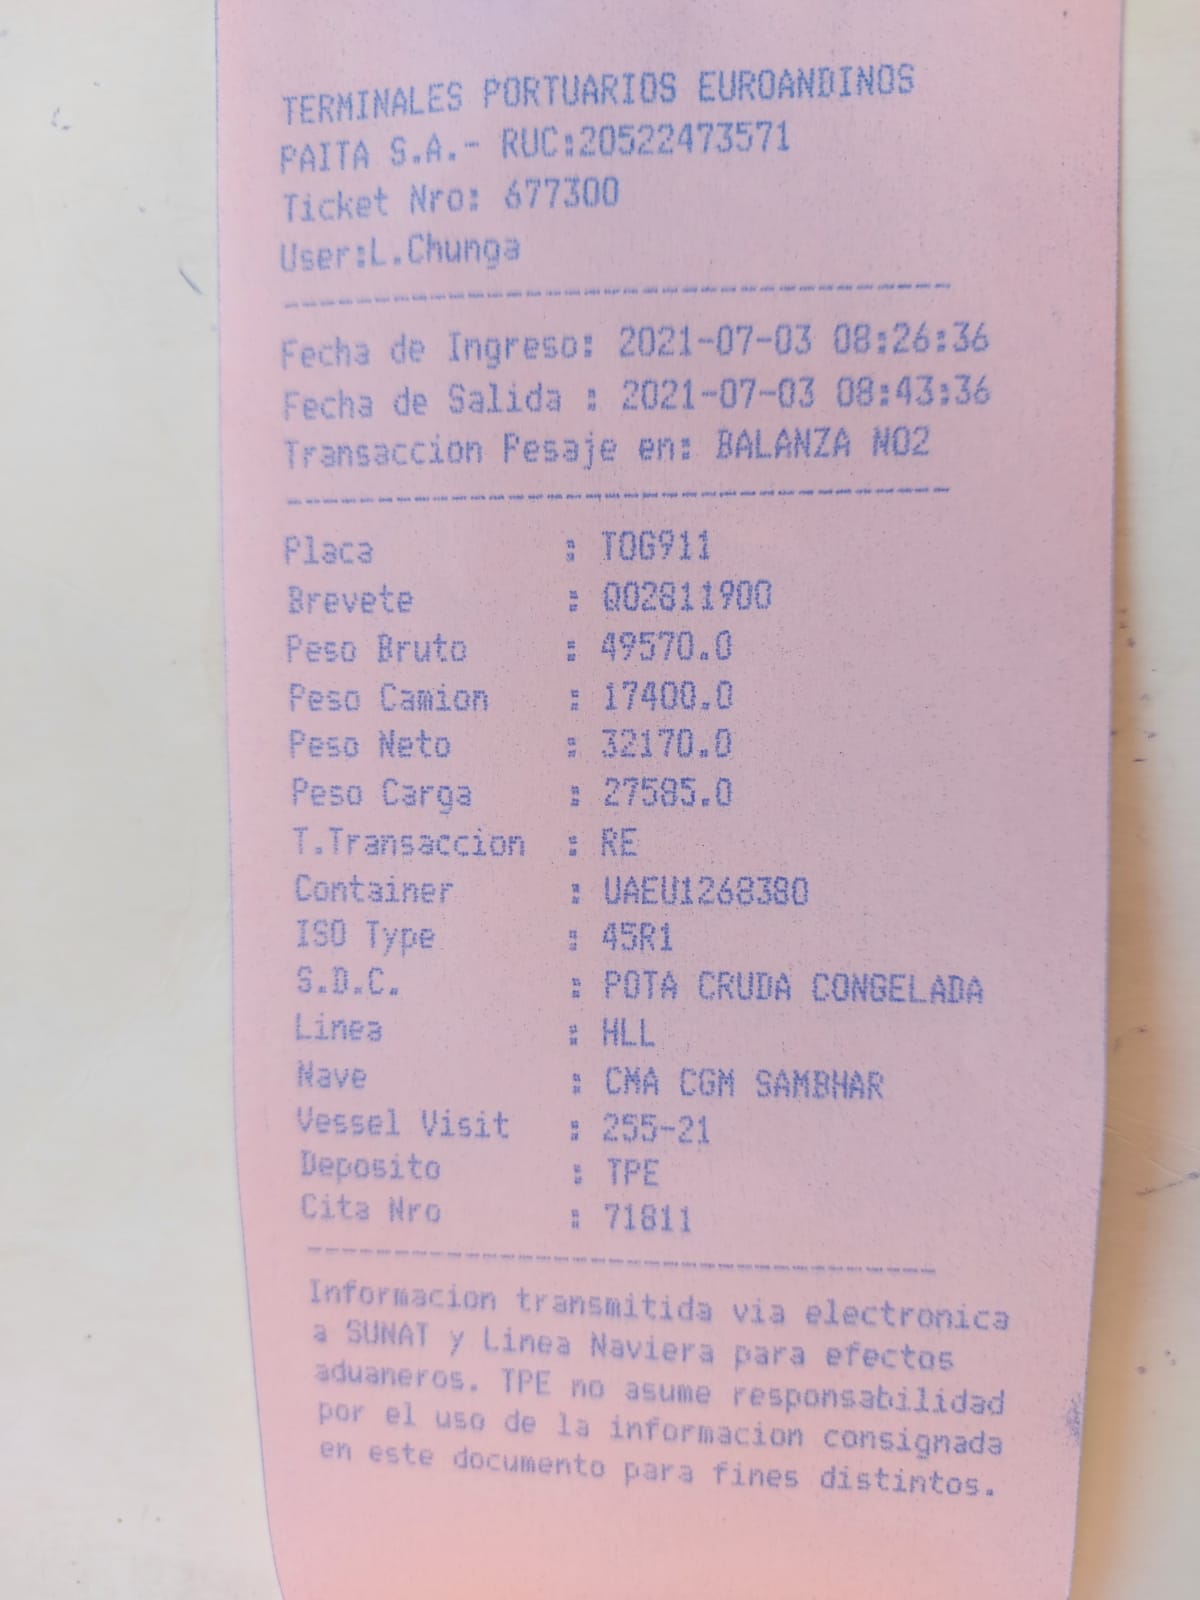 TERMINALES PORTUARIOS EUROANDINOS
PAITA S.A.- RUC:20522473571
Ticket Nro: 677300
User:L.Chunga
------------------------------------
Fecha de Ingreso: 2021-07-03 08:26:36
Fecha de Salida : 2021-07-03 08:43:36
Transaccion Pesaje en: BALANZA NO2
------------------------------------
Placa : TOG911
Brevete : Q02811900
Peso Bruto : 49570.0
Peso Camion : 17400.0
Peso Neto : 32170.0
Peso Carga : 27585.0
T.Transaccion : RE
Container : UAEU1268380
ISO Type : 45R1
S.D.C. : POTA CRUDA CONGELADA
Linea : HLL
Nave : CMA CGM SAMBHAR
Vessel Visit : 255-21
Deposito : TPE
Cita Nro : 71811
------------------------------------
Informacion transmitida via electronica
a SUNAT y Linea Naviera para efectos
aduaneros. TPE no asume responsabilidad
por el uso de la informacion consignada
en este documento para fines distintos.